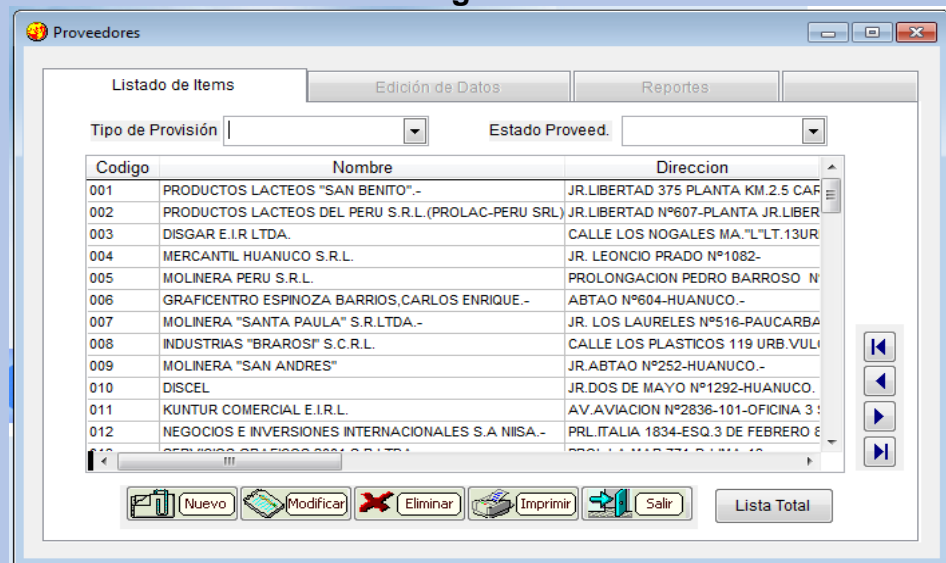 Proveedores
Listado de Items Edición de Datos Reportes
Tipo de Provisión Estado Proveed.
Codigo Nombre Direccion
001 PRODUCTOS LACTEOS "SAN BENITO".- JR.LIBERTAD 375 PLANTA KM.2.5 CAR
002 PRODUCTOS LACTEOS DEL PERU S.R.L.(PROLAC-PERU SRL) JR.LIBERTAD Nº607-PLANTA JR.LIBER
003 DISGAR E.I.R LTDA. CALLE LOS NOGALES MA."L"LT.13UR
004 MERCANTIL HUANUCO S.R.L. JR. LEONCIO PRADO Nº1082-
005 MOLINERA PERU S.R.L. PROLONGACION PEDRO BARROSO Nº
006 GRAFICENTRO ESPINOZA BARRIOS,CARLOS ENRIQUE.- ABTAO Nº604-HUANUCO.-
007 MOLINERA "SANTA PAULA" S.R.LTDA.- JR. LOS LAURELES Nº516-PAUCARBA
008 INDUSTRIAS "BRAROSI" S.C.R.L. CALLE LOS PLASTICOS 119 URB.VUL
009 MOLINERA "SAN ANDRES" JR.ABTAO Nº252-HUANUCO.-
010 DISCEL JR.DOS DE MAYO Nº1292-HUANUCO.
011 KUNTUR COMERCIAL E.I.R.L. AV.AVIACION Nº2836-101-OFICINA 3
012 NEGOCIOS E INVERSIONES INTERNACIONALES S.A NIISA.- PRL.ITALIA 1834-ESQ.3 DE FEBRERO 8
Nuevo Modificar Eliminar Imprimir Salir Lista Total